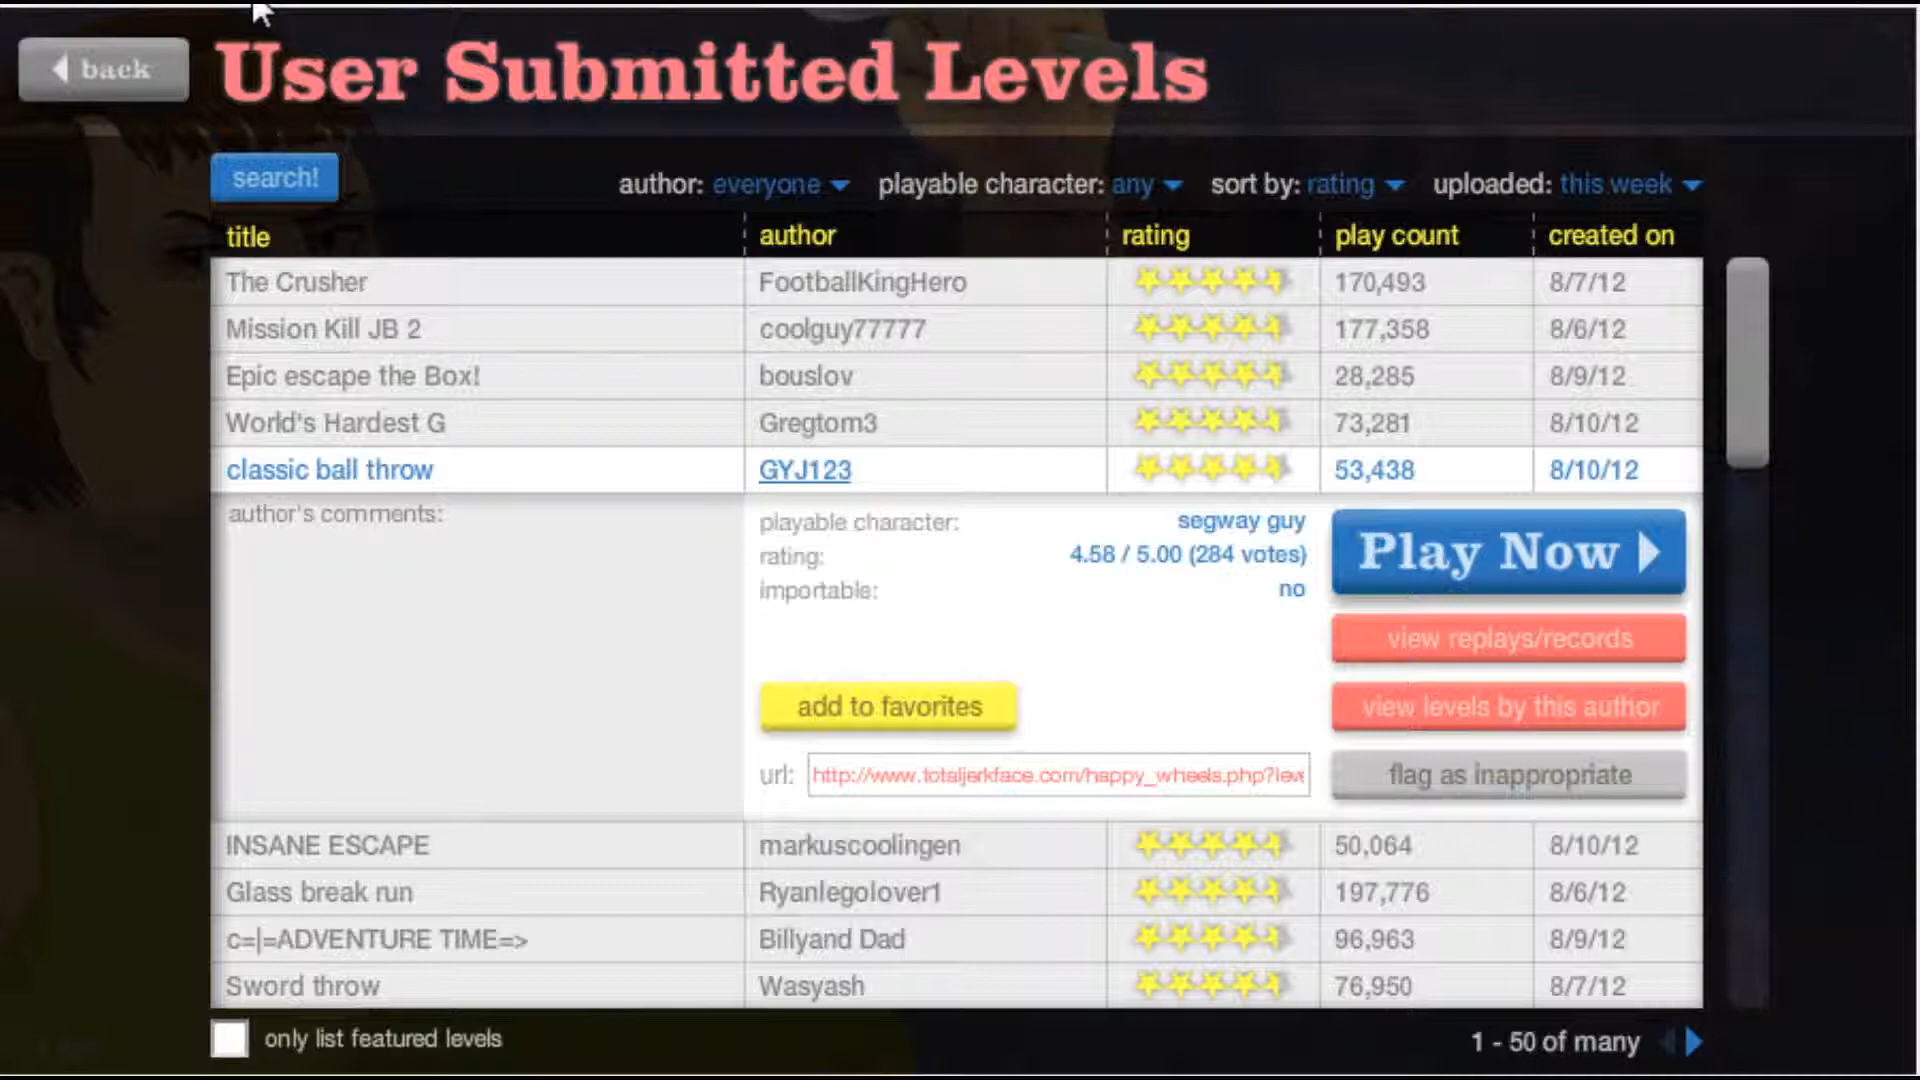 back
User Submitted Levels
search!
author: everyone playable character: any sort by: rating uploaded: this week
title author rating play count created on
The Crusher FootballKingHero 170,493 8/7/12
Mission Kill JB 2 coolguy77777 177,358 8/6/12
Epic escape the Box! bouslov 28,285 8/9/12
World's Hardest G Gregtom3 73,281 8/10/12
classic ball throw GYJ123 53,438 8/10/12
author's comments:
playable character: segway guy
rating: 4.58 / 5.00 (284 votes)
importable: no
Play Now
view replays/records
add to favorites
view levels by this author
url: http://www.totaljerkface.com/happy_wheels.php?leve
flag as inappropriate
INSANE ESCAPE markuscoolingen 50,064 8/10/12
Glass break run Ryanlegolover1 197,776 8/6/12
c=|=ADVENTURE TIME=> Billyand Dad 96,963 8/9/12
Sword throw Wasyash 76,950 8/7/12
only list featured levels
1 - 50 of many